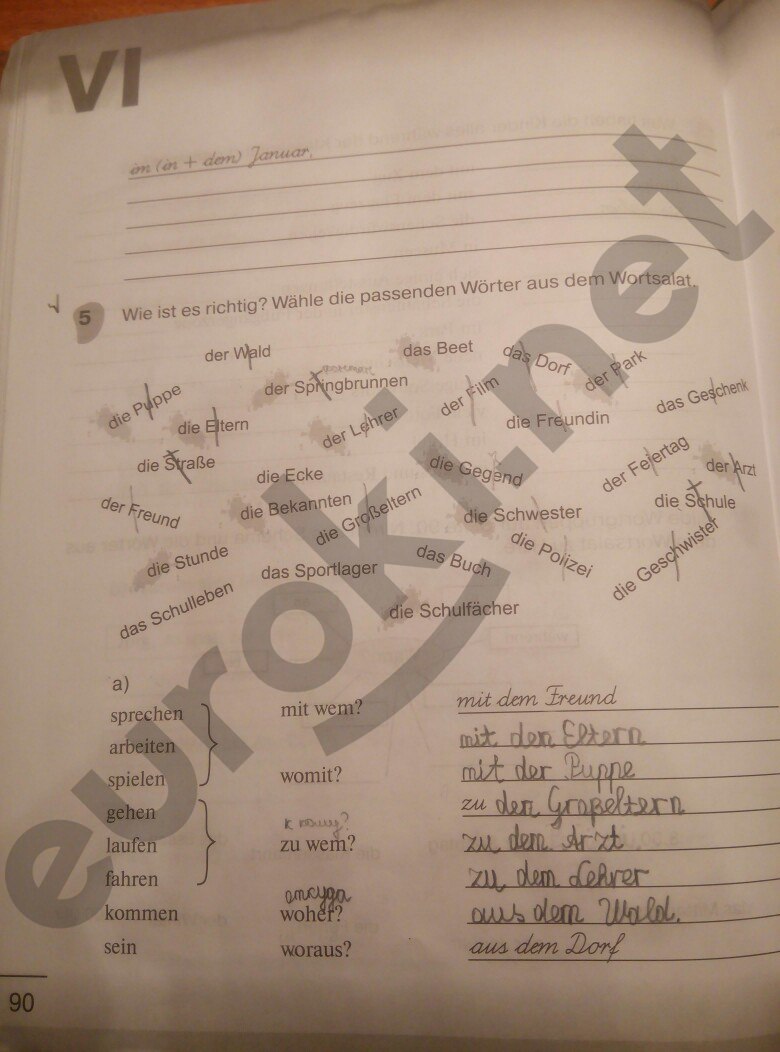 VI
im (in + dem) Januar.
5 Wie ist es richtig? Wähle die passenden Wörter aus dem Wortsalat.
der Wald das Beet das Dorf der Park
die Puppe der Springbrunnen der Film das Geschenk
die Eltern der Lehrer die Freundin
die Straße die Ecke die Gegend der Feiertag der Arzt
der Freund die Bekannten die Großeltern die Schwester die Schule
die Stunde das Sportlager das Buch die Polizei die Geschwister
das Schulleben die Schulfächer
a)
sprechen mit wem? mit dem Freund
arbeiten mit den Eltern
spielen womit? mit der Puppe
gehen zu den Großeltern
к кому?
laufen zu wem? zu dem Arzt
fahren zu dem Lehrer
откуда
kommen woher? aus dem Wald.
sein woraus? aus dem Dorf
90
euroki.net